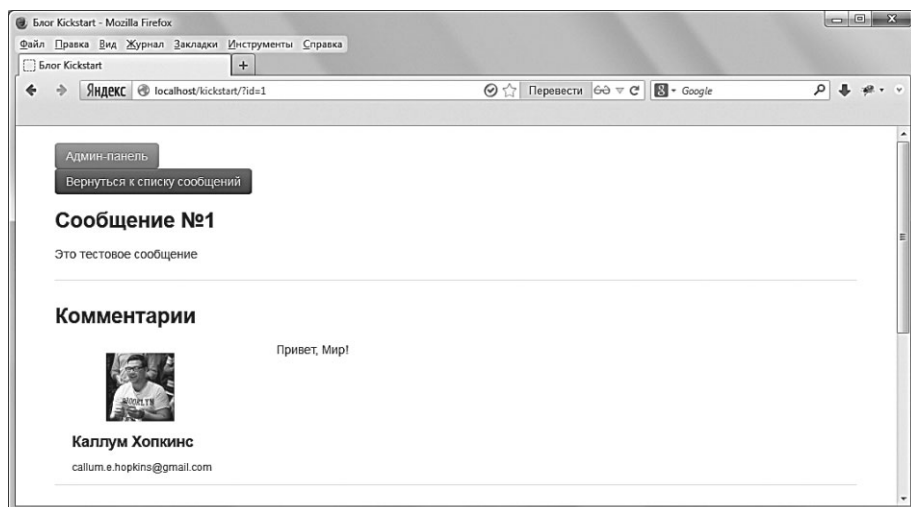 Блог Kickstart - Mozilla Firefox
Файл Правка Вид Журнал Закладки Инструменты Справка
Блог Kickstart +
Яндекс localhost/kickstart/?id=1 Перевести Google
Админ-панель
Вернуться к списку сообщений
Сообщение №1
Это тестовое сообщение
Комментарии
Привет, Мир!
BROOKLYN
Каллум Хопкинс
callum.e.hopkins@gmail.com